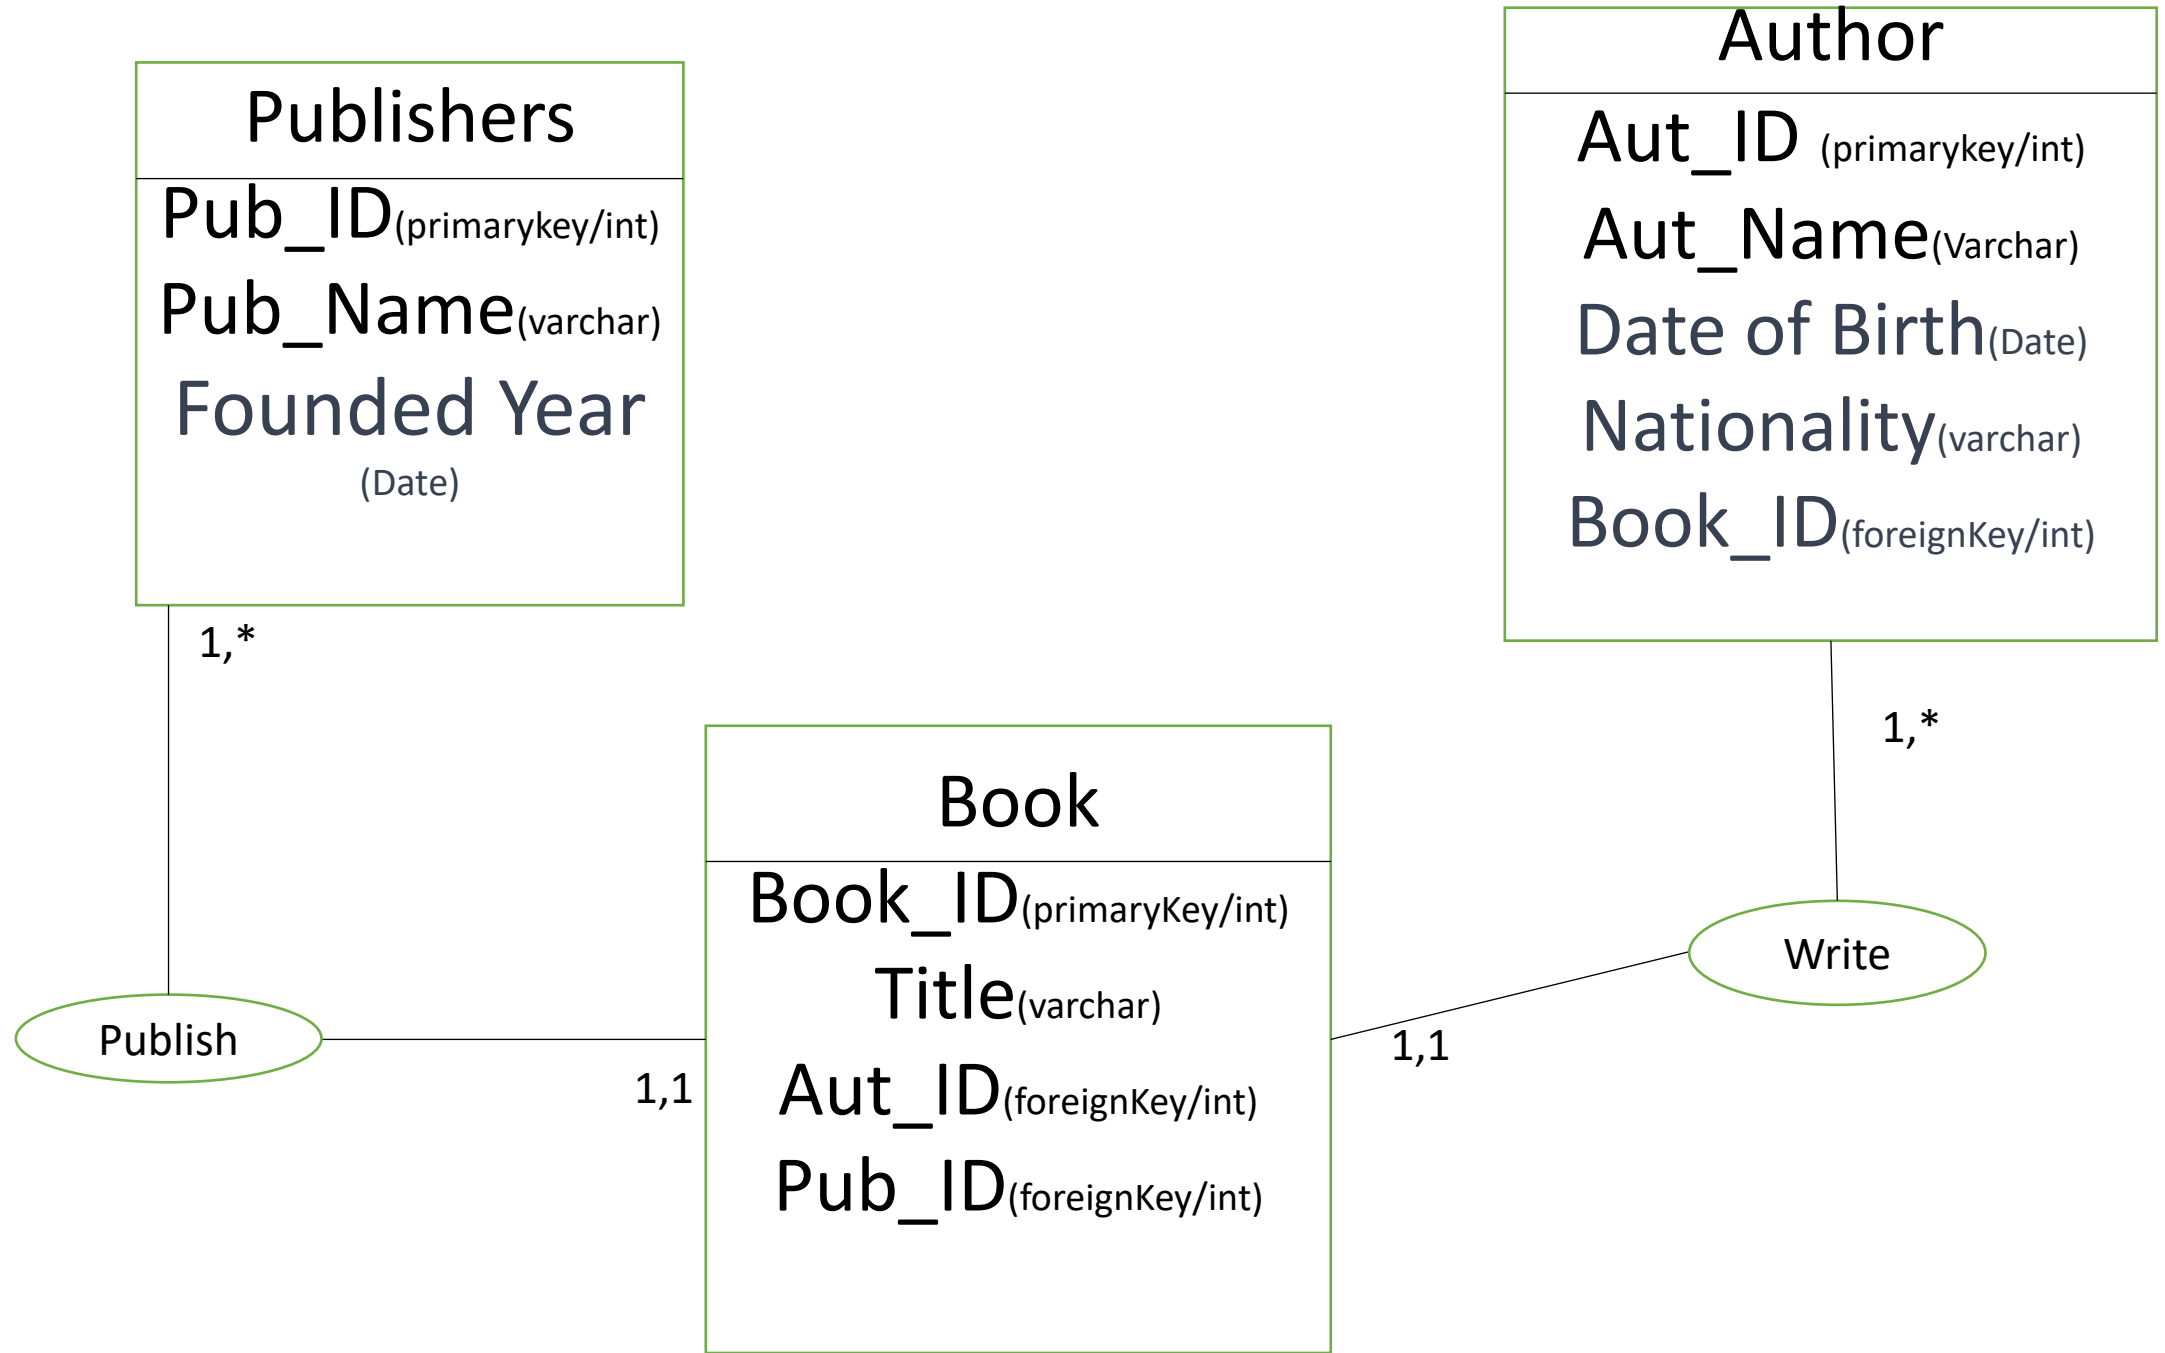 Publishers
Pub_ID(primarykey/int)
Pub_Name(varchar)
Founded Year
(Date)
1,*
Author
Aut_ID (primarykey/int)
Aut_Name(Varchar)
Date of Birth(Date)
Nationality(varchar)
Book_ID(foreignKey/int)
1,*
Book
Book_ID(primaryKey/int)
Title(varchar)
Aut_ID(foreignKey/int)
Pub_ID(foreignKey/int)
Publish
1,1
Write
1,1